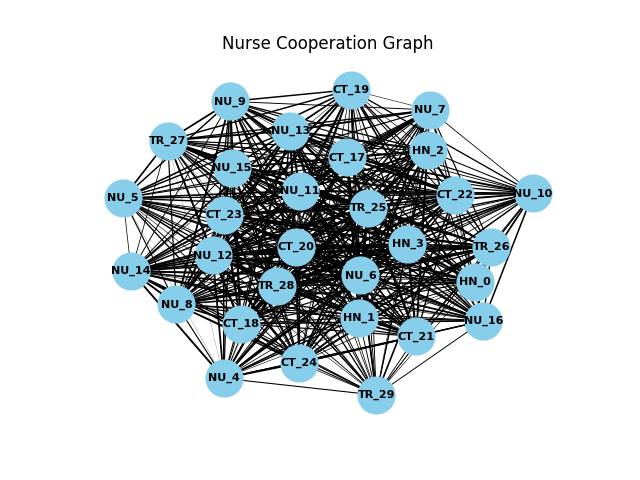 Nurse Cooperation Graph
CT_19
NU_9
NU_7
NU_13
TR_27
HN_2
CT_17
NU_15
NU_11
NU_10
CT_22
NU_5
TR_25
CT_23
HN_3
TR_26
CT_20
NU_12
NU_14
NU_6
HN_0
TR_28
NU_8
HN_1
NU_16
CT_18
CT_21
CT_24
NU_4
TR_29